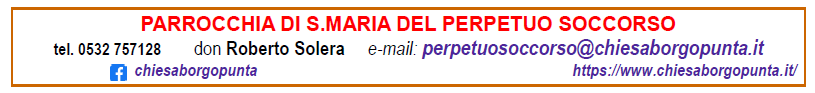 PARROCCHIA DI S.MARIA DEL PERPETUO SOCCORSO
tel. 0532 757128 don Roberto Solera e-mail: perpetuosoccorso@chiesaborgopunta.it
chiesaborgopunta https://www.chiesaborgopunta.it/